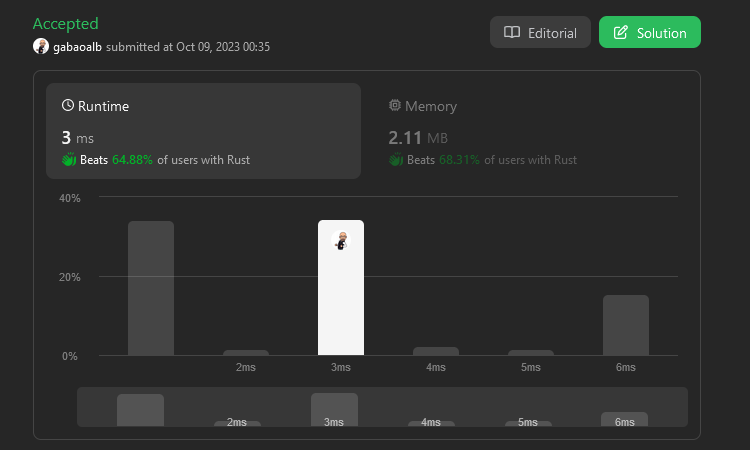 Accepted
gabaoalb submitted at Oct 09, 2023 00:35
Editorial
Solution
Runtime
3 ms
Beats 64.88% of users with Rust
Memory
2.11 MB
Beats 68.31% of users with Rust
40%
20%
0%
2ms 3ms 4ms 5ms 6ms
2ms 3ms 4ms 5ms 6ms